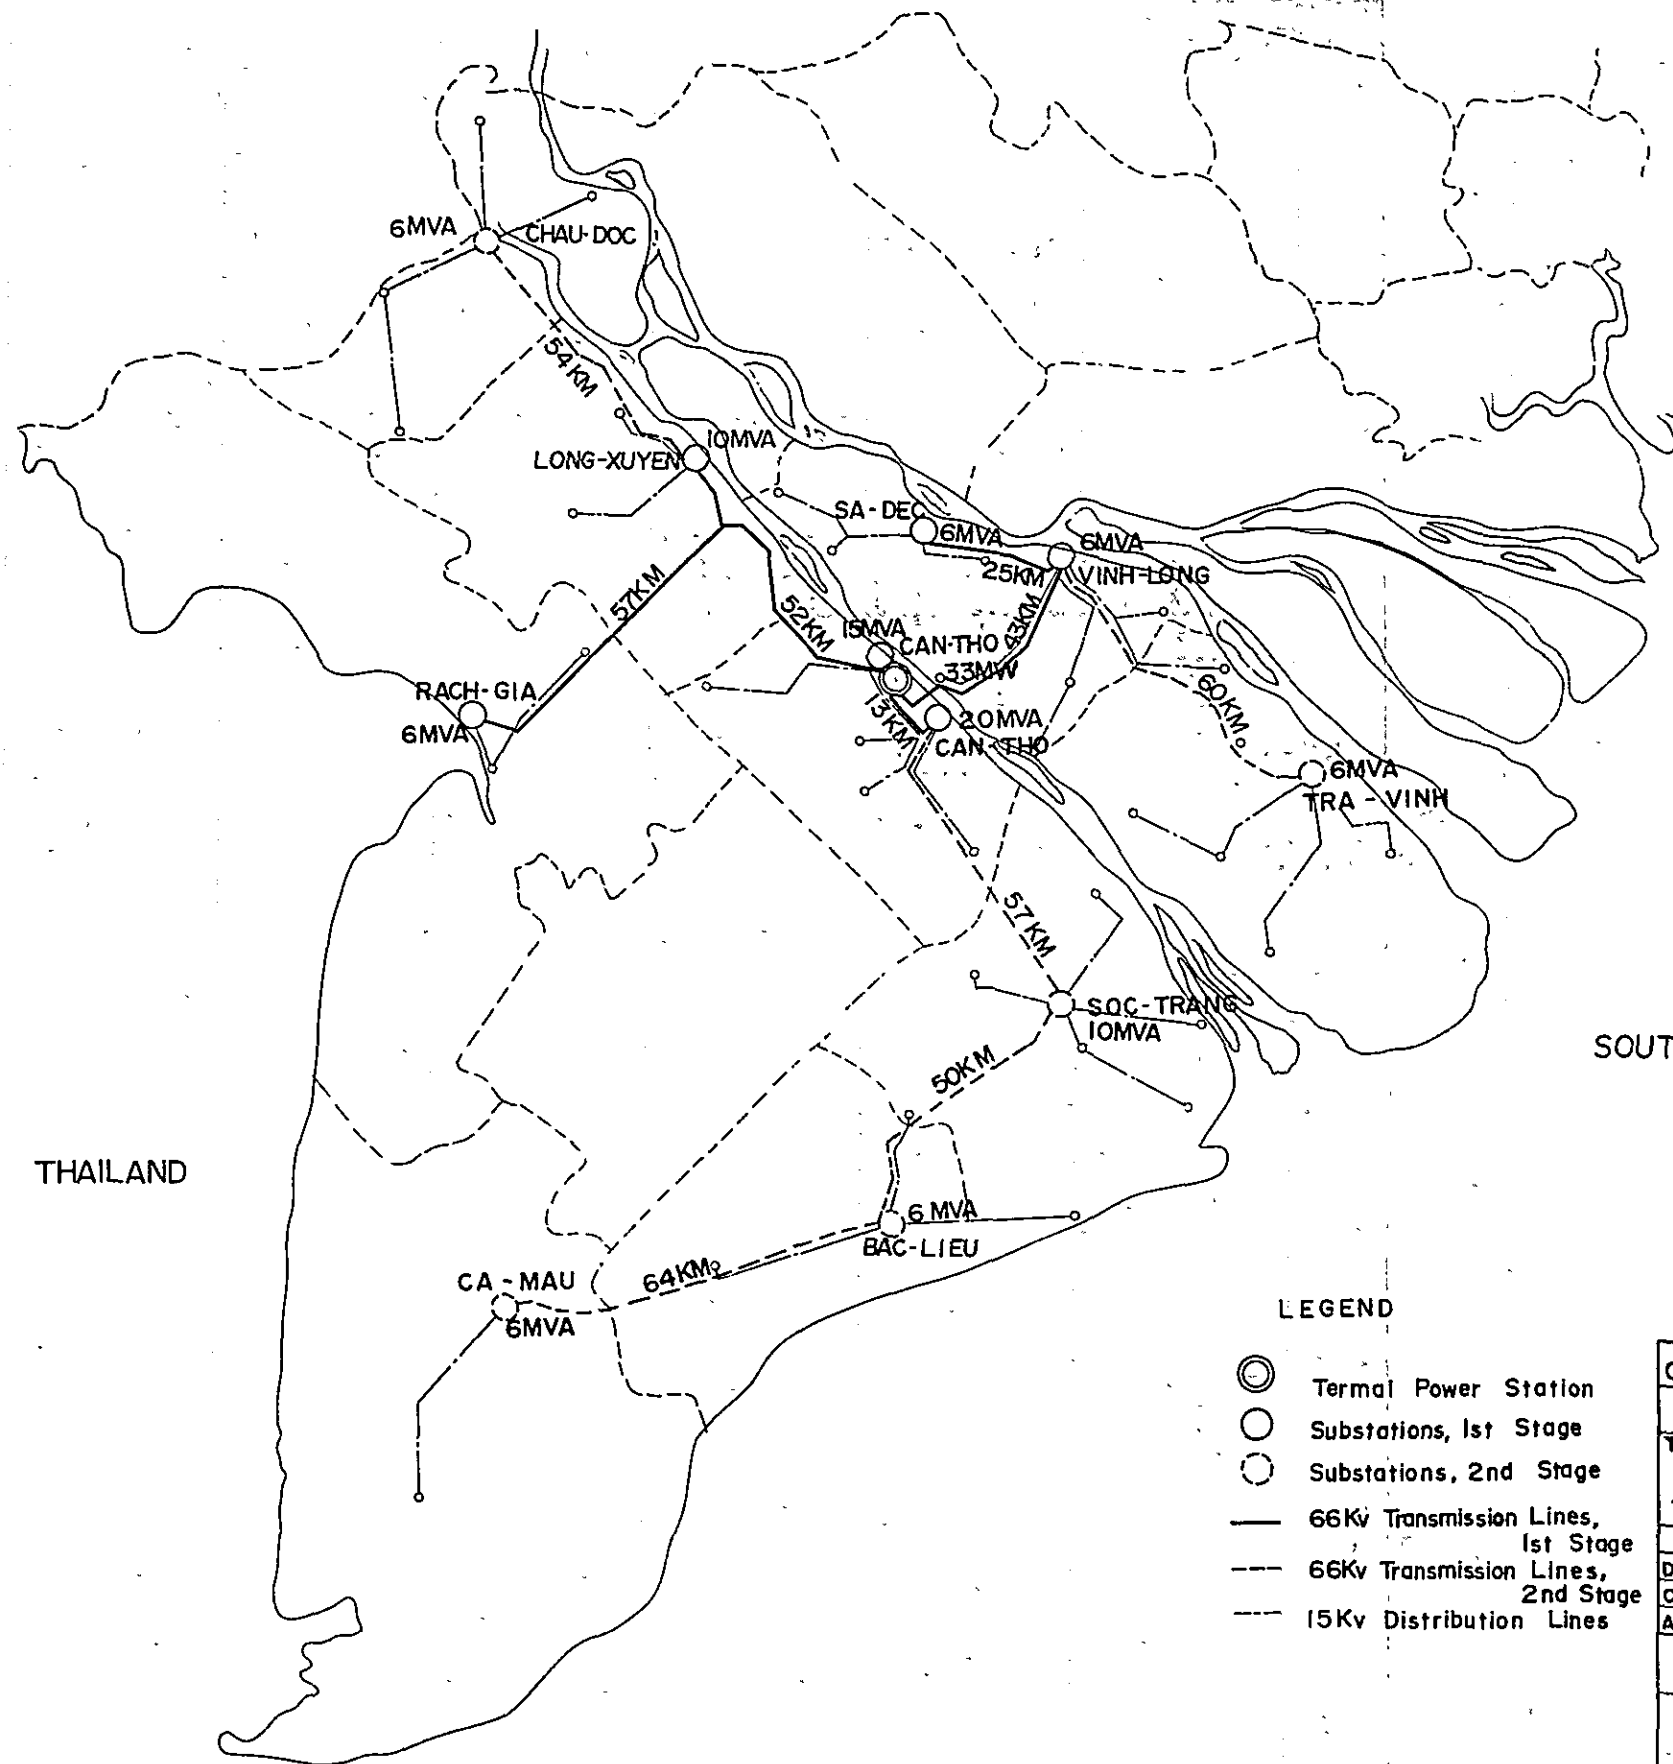 6MVA
CHAU-DOC
54KM
10MVA
LONG-XUYEN
SA-DEC
6MVA
6MVA
25KM
VINH-LONG
57KM
52KM
43KM
15MVA
CAN-THO
33MW
RACH-GIA
6MVA
13KM
20MVA
CAN-THO
60KM
6MVA
TRA-VINH
57KM
SOC-TRANG
10MVA
SOUT
50KM
THAILAND
6 MVA
BAC-LIEU
64KM
CA-MAU
6MVA
LEGEND
Termal Power Station
Substations, 1st Stage
Substations, 2nd Stage
66Kv Transmission Lines,
1st Stage
66Kv Transmission Lines,
2nd Stage
15Kv Distribution Lines